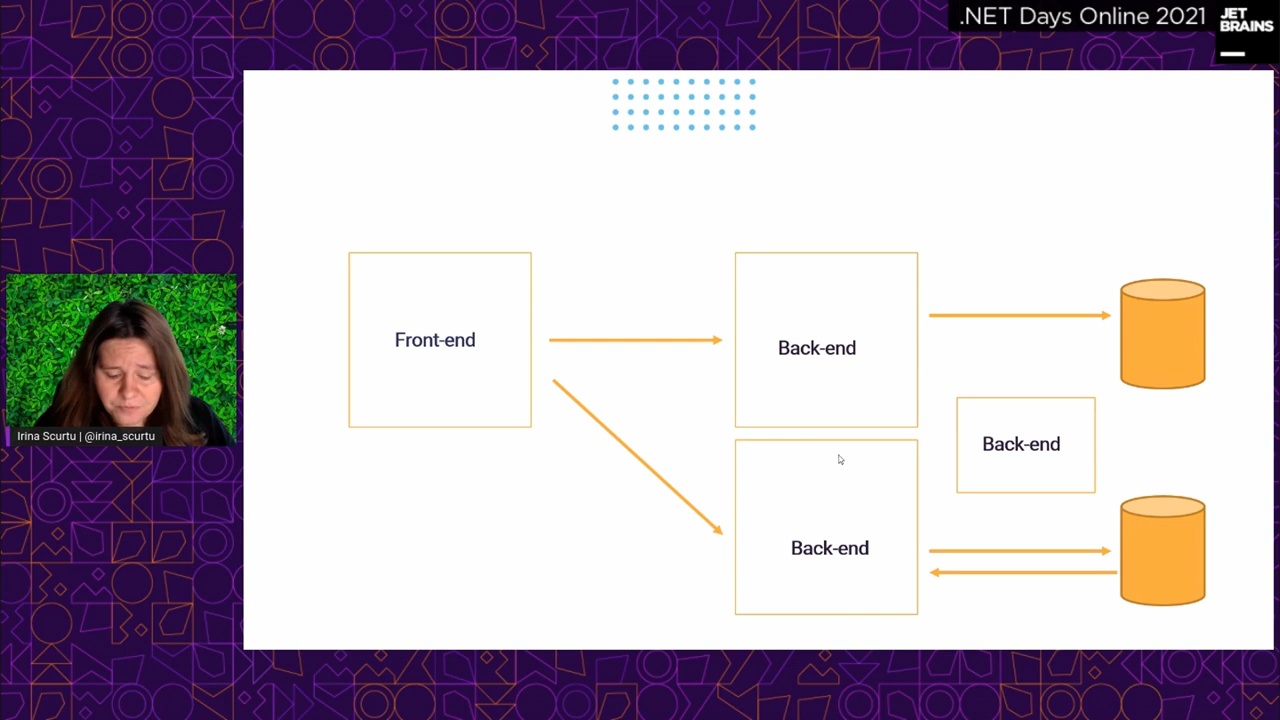 .NET Days Online 2021
JET
BRAINS
Front-end
Back-end
Back-end
Back-end
Irina Scurtu | @irina_scurtu